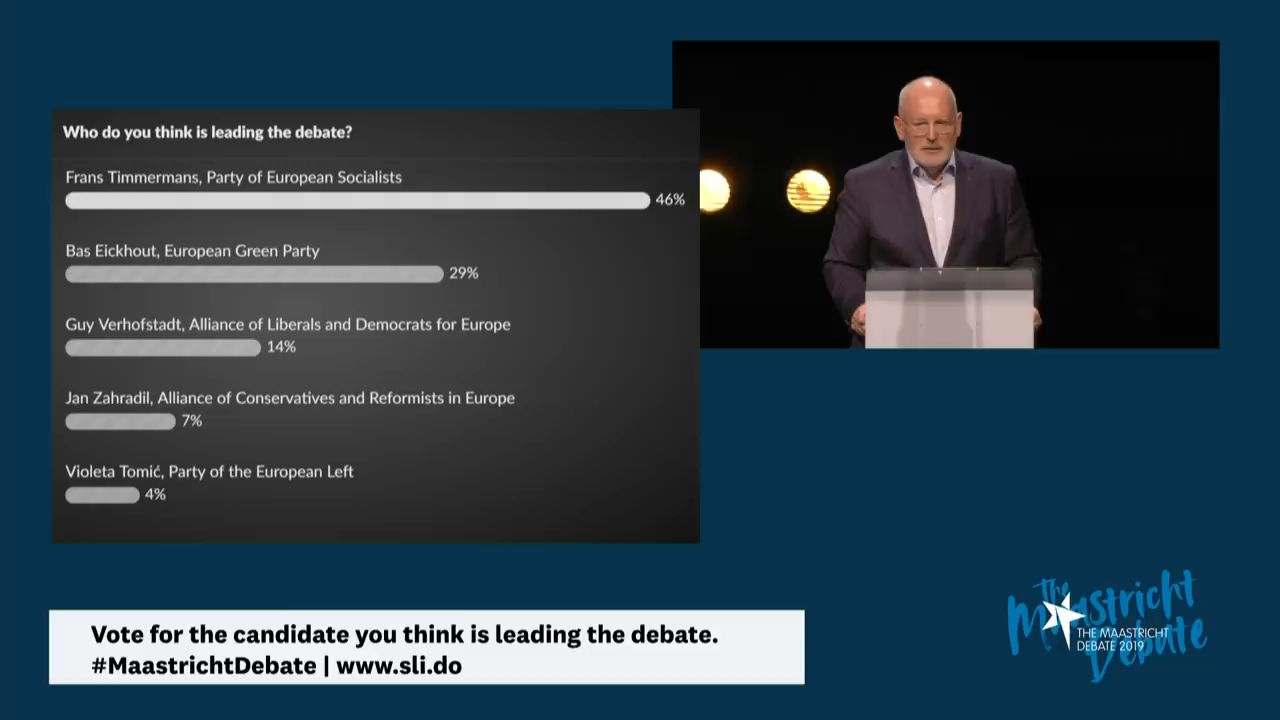 Who do you think is leading the debate?
Frans Timmermans, Party of European Socialists
46%
Bas Eickhout, European Green Party
29%
Guy Verhofstadt, Alliance of Liberals and Democrats for Europe
14%
Jan Zahradil, Alliance of Conservatives and Reformists in Europe
7%
Violeta Tomić, Party of the European Left
4%
Vote for the candidate you think is leading the debate.
#MaastrichtDebate | www.sli.do
The
Maastricht
Debate
THE MAASTRICHT
DEBATE 2019